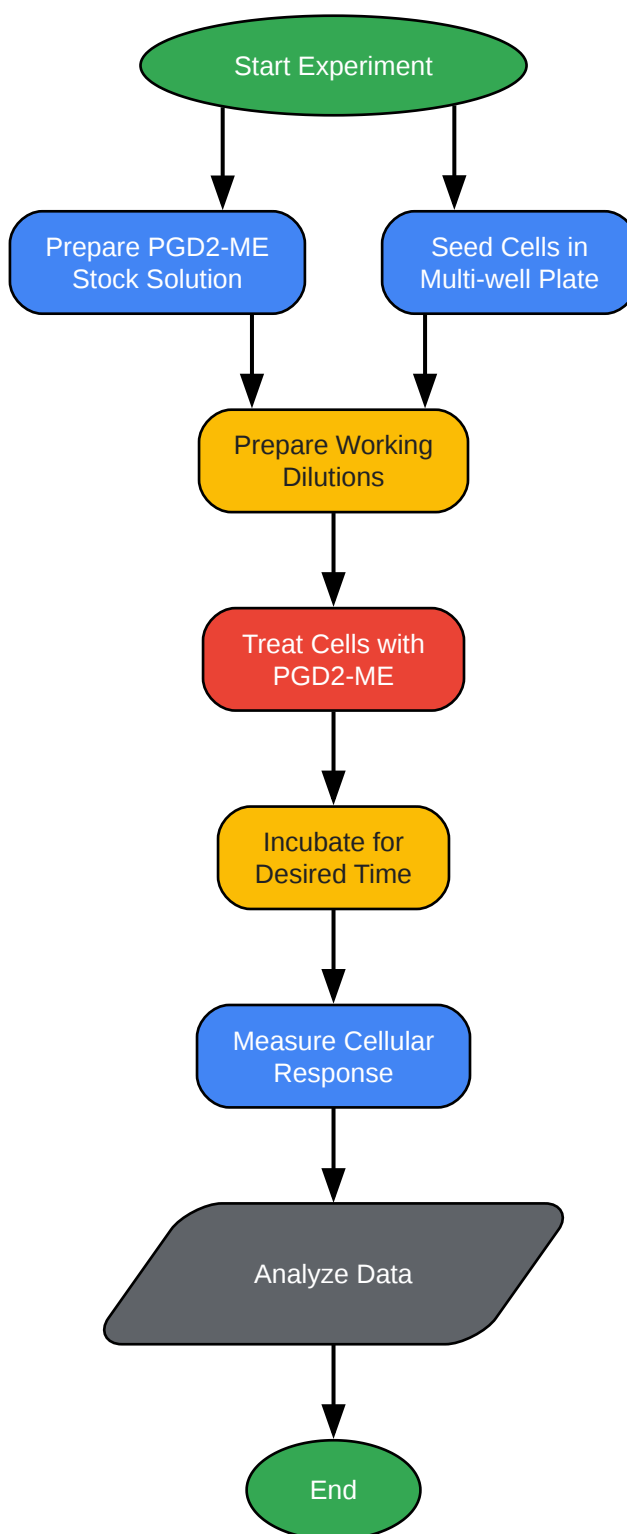 Start Experiment
Prepare PGD2-ME
Stock Solution
Seed Cells in
Multi-well Plate
Prepare Working
Dilutions
Treat Cells with
PGD2-ME
Incubate for
Desired Time
Measure Cellular
Response
Analyze Data
End